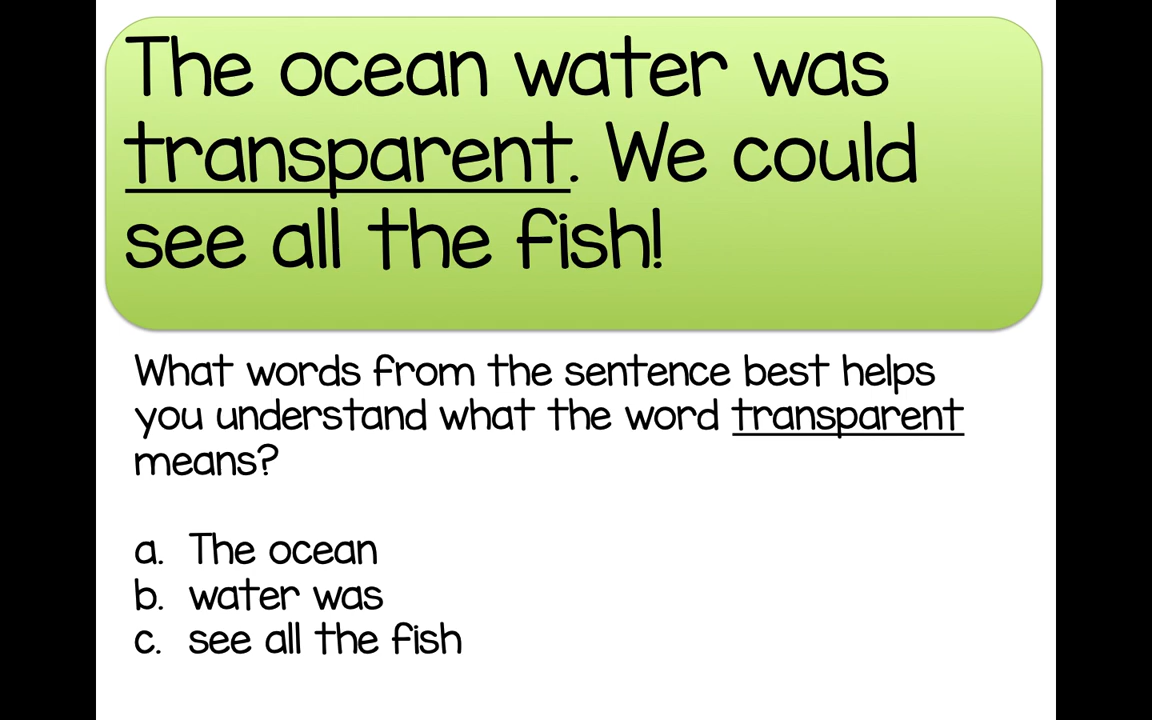 The ocean water was
transparent. We could
see all the fish!
What words from the sentence best helps
you understand what the word transparent
means?
a. The ocean
b. water was
c. see all the fish